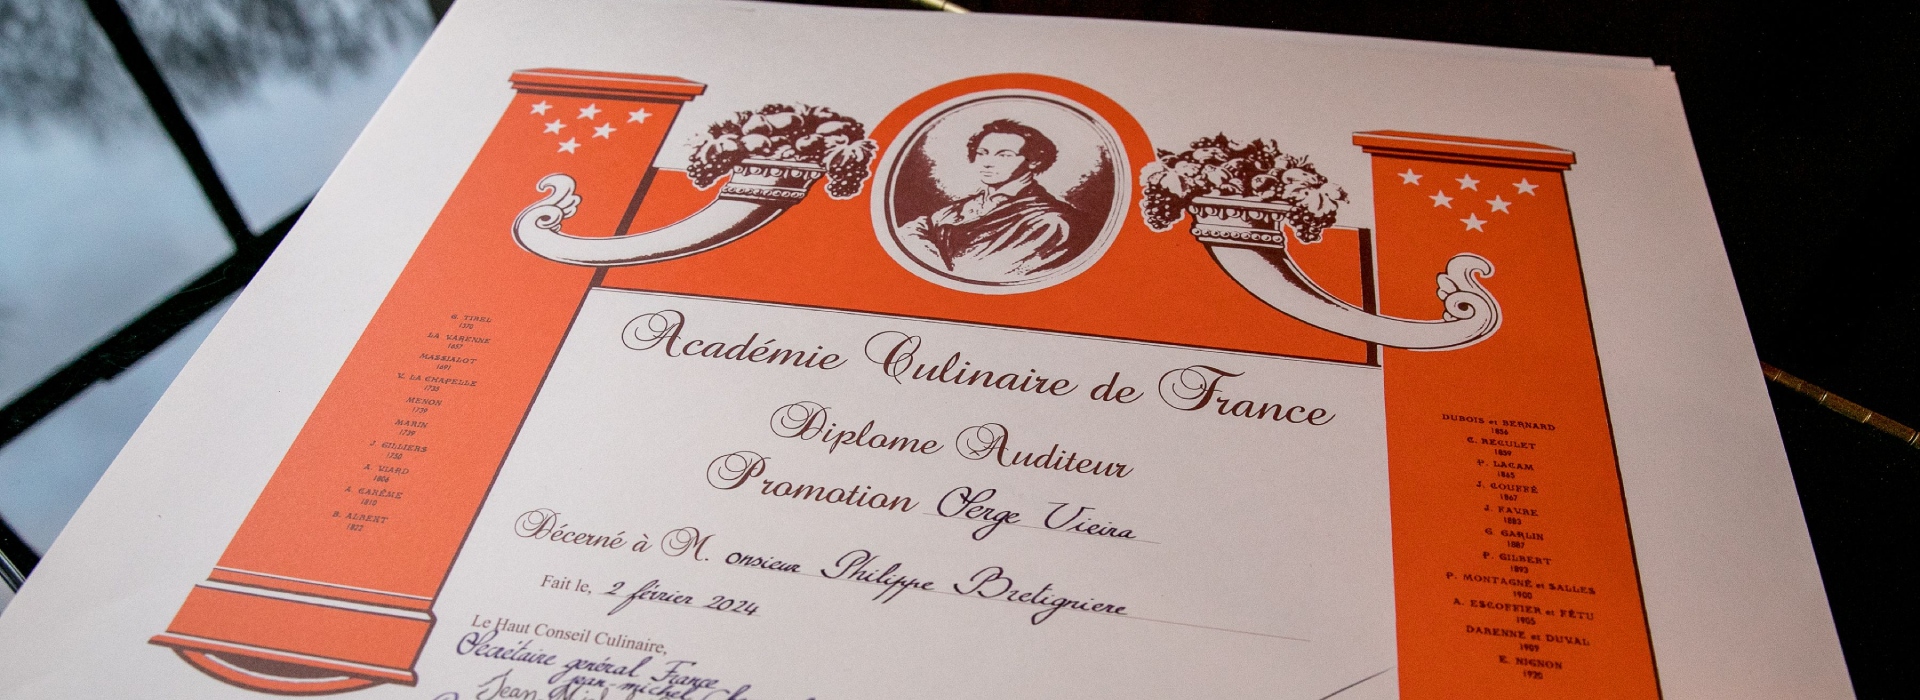 G. TIREL
1370
LA VARENNE
1657
MASSIALOT
1691
V. LA CHAPELLE
1735
MENON
1739
MARIN
1739
J. GILLIERS
1750
A. VIARD
1806
A. CARÊME
1810
B. ALBERT
1822
Académie Culinaire de France
Diplome Auditeur
Promotion Serge Vieira
Décerné à M. onsieur Philippe Bretigniere
Fait le, 2 février 2024
Le Haut Conseil Culinaire,
Secrétaire général France
Jean-Michel
DUBOIS et BERNARD
1856
C. RECULET
1859
P. LACAM
1865
J. GOUFFÉ
1867
J. FAVRE
1883
G. GARLIN
1887
P. GILBERT
1893
P. MONTAGNÉ et SALLES
1900
A. ESCOFFIER et FÉTU
1905
DARENNE et DUVAL
1909
E. NIGNON
1920